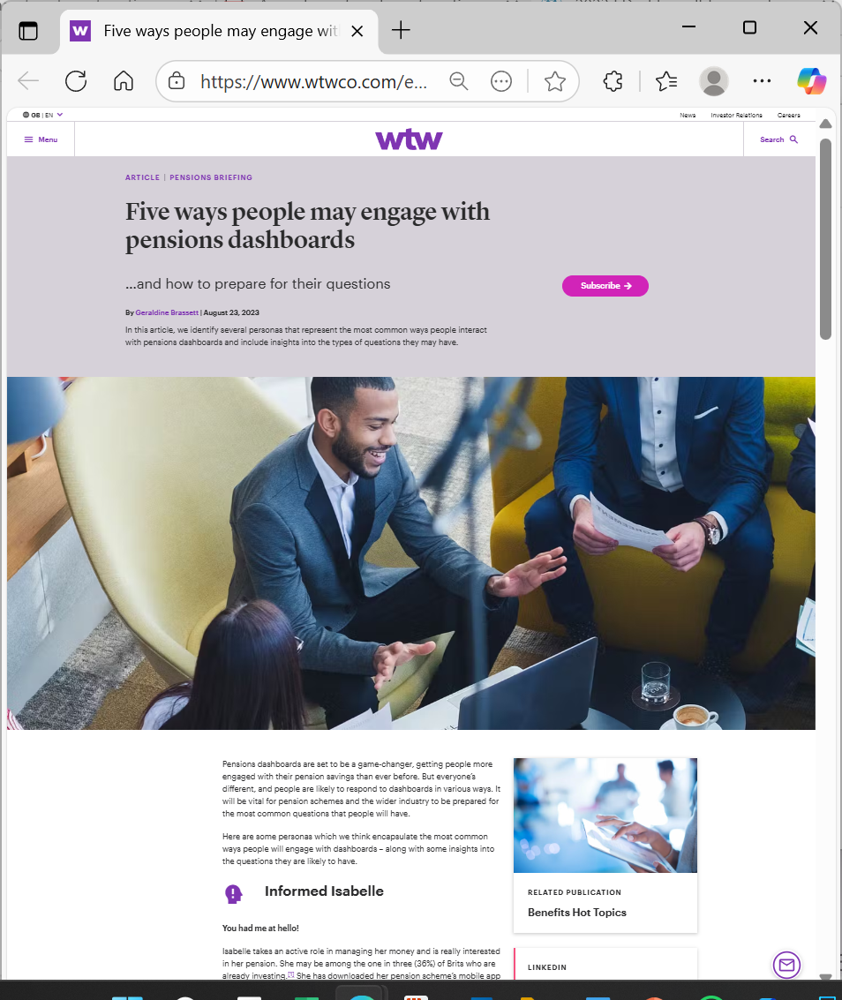 Five ways people may engage wit
https://www.wtwco.com/e...
GB | EN
News Investor Relations Careers
Menu
wtw
Search
ARTICLE | PENSIONS BRIEFING
Five ways people may engage with
pensions dashboards
...and how to prepare for their questions
Subscribe →
By Geraldine Brassett | August 23, 2023
In this article, we identify several personas that represent the most common ways people interact
with pensions dashboards and include insights into the types of questions they may have.
AGREEMENT
Pensions dashboards are set to be a game-changer, getting people more
engaged with their pension savings than ever before. But everyone's
different, and people are likely to respond to dashboards in various ways. It
will be vital for pension schemes and the wider industry to be prepared for
the most common questions that people will have.
Here are some personas which we think encapsulate the most common
ways people will engage with dashboards – along with some insights into
the questions they are likely to have.
Informed Isabelle
You had me at hello!
Isabelle takes an active role in managing her money and is really interested
in her pension. She may be among the one in three (36%) of Brits who are
already investing.[1] She has downloaded her pension scheme's mobile app
RELATED PUBLICATION
Benefits Hot Topics
LINKEDIN